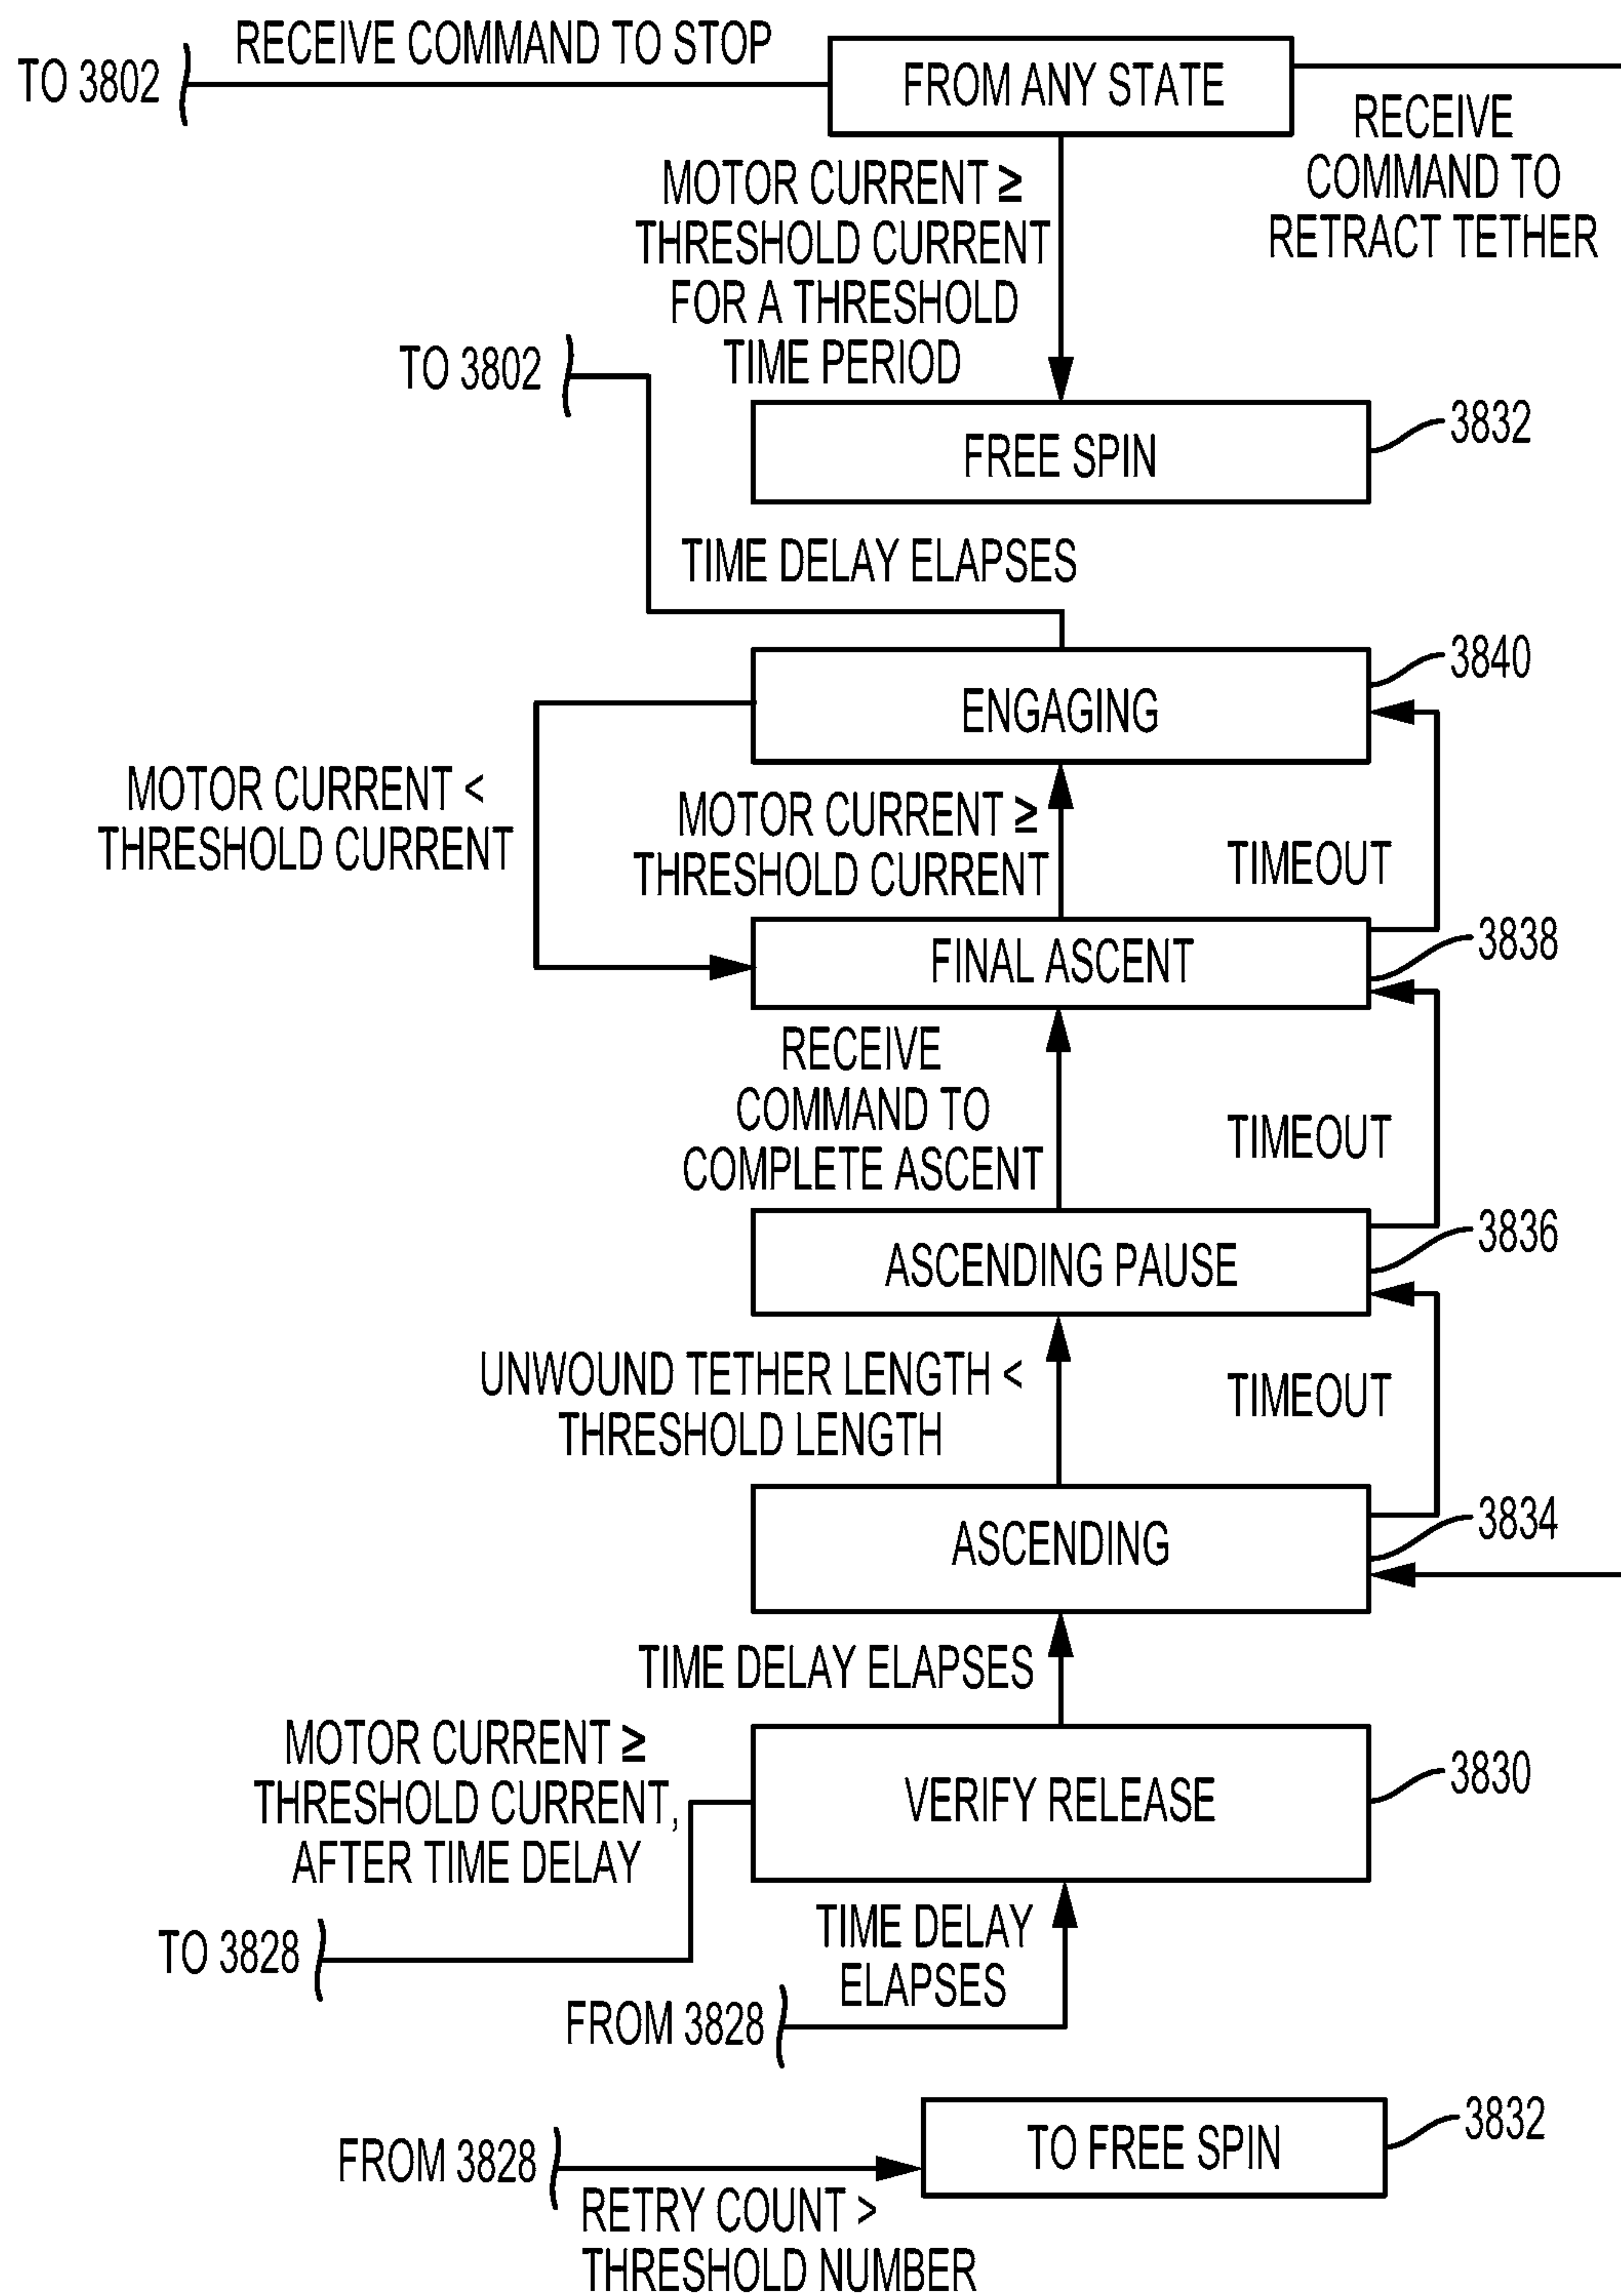 RECEIVE COMMAND TO STOP
TO 3802
FROM ANY STATE
RECEIVE
COMMAND TO
RETRACT TETHER
MOTOR CURRENT ≥
THRESHOLD CURRENT
FOR A THRESHOLD
TIME PERIOD
TO 3802
FREE SPIN
3832
TIME DELAY ELAPSES
ENGAGING
3840
MOTOR CURRENT <
THRESHOLD CURRENT
MOTOR CURRENT ≥
THRESHOLD CURRENT
TIMEOUT
FINAL ASCENT
3838
RECEIVE
COMMAND TO
COMPLETE ASCENT
TIMEOUT
ASCENDING PAUSE
3836
UNWOUND TETHER LENGTH <
THRESHOLD LENGTH
TIMEOUT
ASCENDING
3834
TIME DELAY ELAPSES
MOTOR CURRENT ≥
THRESHOLD CURRENT,
AFTER TIME DELAY
VERIFY RELEASE
3830
TO 3828
TIME DELAY
ELAPSES
FROM 3828
TO FREE SPIN
3832
FROM 3828
RETRY COUNT >
THRESHOLD NUMBER